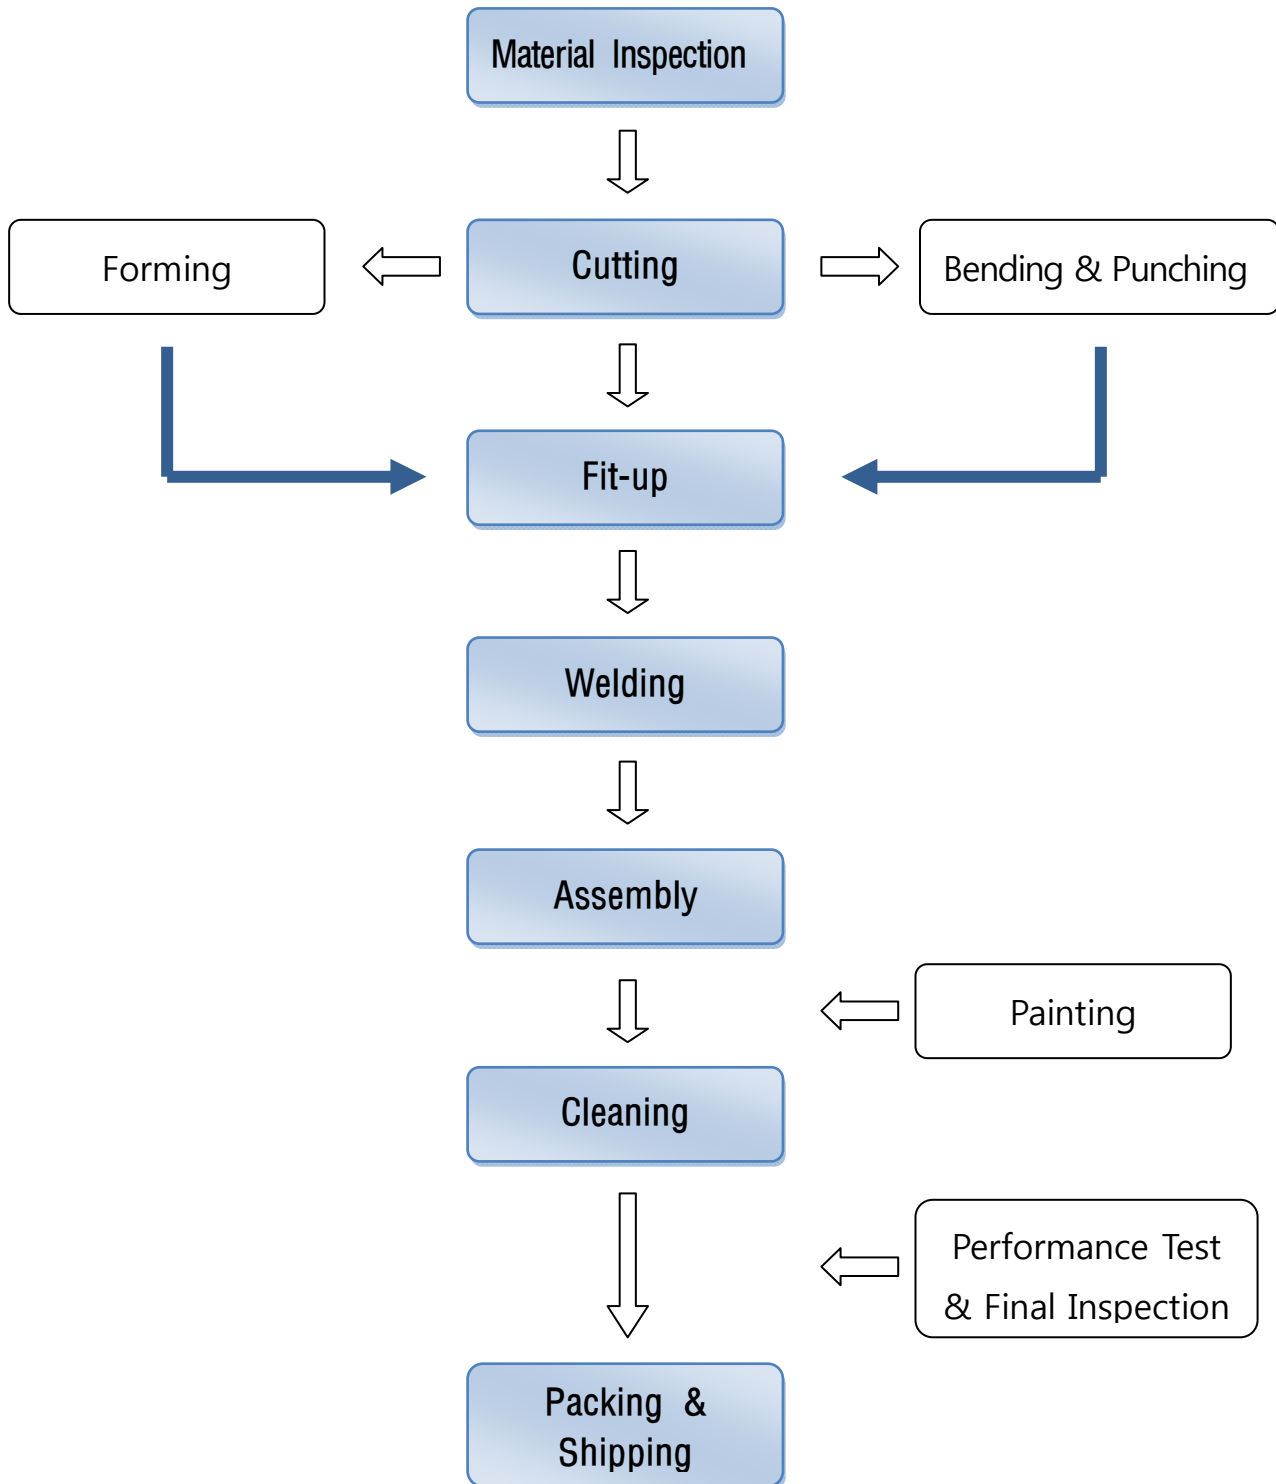 Material Inspection
Forming
Cutting
Bending & Punching
Fit-up
Welding
Assembly
Painting
Cleaning
Performance Test
& Final Inspection
Packing &
Shipping